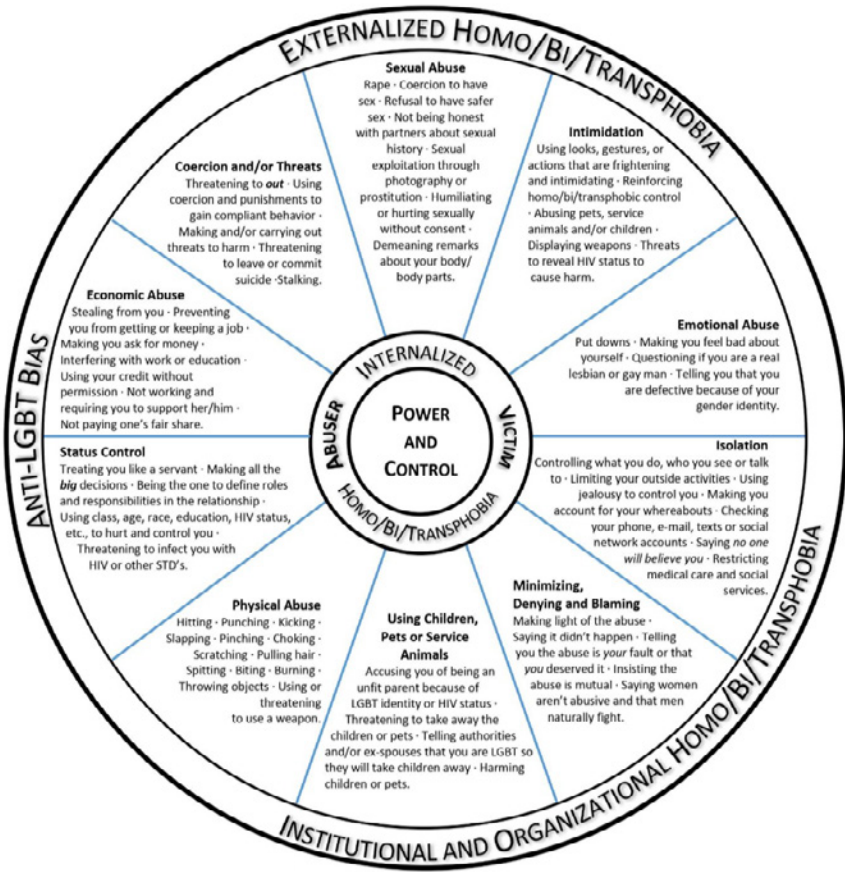 EXTERNALIZED HOMO/BI/TRANSPHOBIA
Sexual Abuse
Rape · Coercion to have
sex · Refusal to have safer
sex · Not being honest
with partners about sexual
history · Sexual
exploitation through
photography or
prostitution · Humiliating
or hurting sexually
without consent ·
Demeaning remarks
about your body/
body parts.
Intimidation
Using looks, gestures, or
actions that are frightening
and intimidating · Reinforcing
homo/bi/transphobic control
· Abusing pets, service
animals and/or children ·
Displaying weapons · Threats
to reveal HIV status to
cause harm.
Emotional Abuse
Put downs · Making you feel bad about
yourself · Questioning if you are a real
lesbian or gay man · Telling you that you
are defective because of your
gender identity.
Isolation
Controlling what you do, who you see or talk
to · Limiting your outside activities · Using
jealousy to control you · Making you
account for your whereabouts · Checking
your phone, e-mail, texts or social
network accounts · Saying no one
will believe you · Restricting
medical care and social
services.
Minimizing,
Denying and Blaming
Making light of the abuse ·
Saying it didn't happen · Telling
you the abuse is your fault or that
you deserved it · Insisting the
abuse is mutual · Saying women
aren't abusive and that men
naturally fight.
Using Children,
Pets or Service
Animals
Accusing you of being an
unfit parent because of
LGBT identity or HIV status ·
Threatening to take away the
children or pets · Telling authorities
and/or ex-spouses that you are LGBT so
they will take children away · Harming
children or pets.
Physical Abuse
Hitting · Punching · Kicking ·
Slapping · Pinching · Choking ·
Scratching · Pulling hair ·
Spitting · Biting · Burning ·
Throwing objects · Using or
threatening
to use a weapon.
Status Control
Treating you like a servant · Making all the
big decisions · Being the one to define roles
and responsibilities in the relationship ·
Using class, age, race, education, HIV status,
etc., to hurt and control you ·
Threatening to infect you with
HIV or other STD's.
Economic Abuse
Stealing from you · Preventing
you from getting or keeping a job ·
Making you ask for money ·
Interfering with work or education ·
Using your credit without
permission · Not working and
requiring you to support her/him ·
Not paying one's fair share.
Coercion and/or Threats
Threatening to out · Using
coercion and punishments to
gain compliant behavior ·
Making and/or carrying out
threats to harm · Threatening
to leave or commit
suicide ·Stalking.
INTERNALIZED
HOMO/BI/TRANSPHOBIA
ABUSER
VICTIM
POWER
AND
CONTROL
ANTI-LGBT BIAS
INSTITUTIONAL AND ORGANIZATIONAL HOMO/BI/TRANSPHOBIA